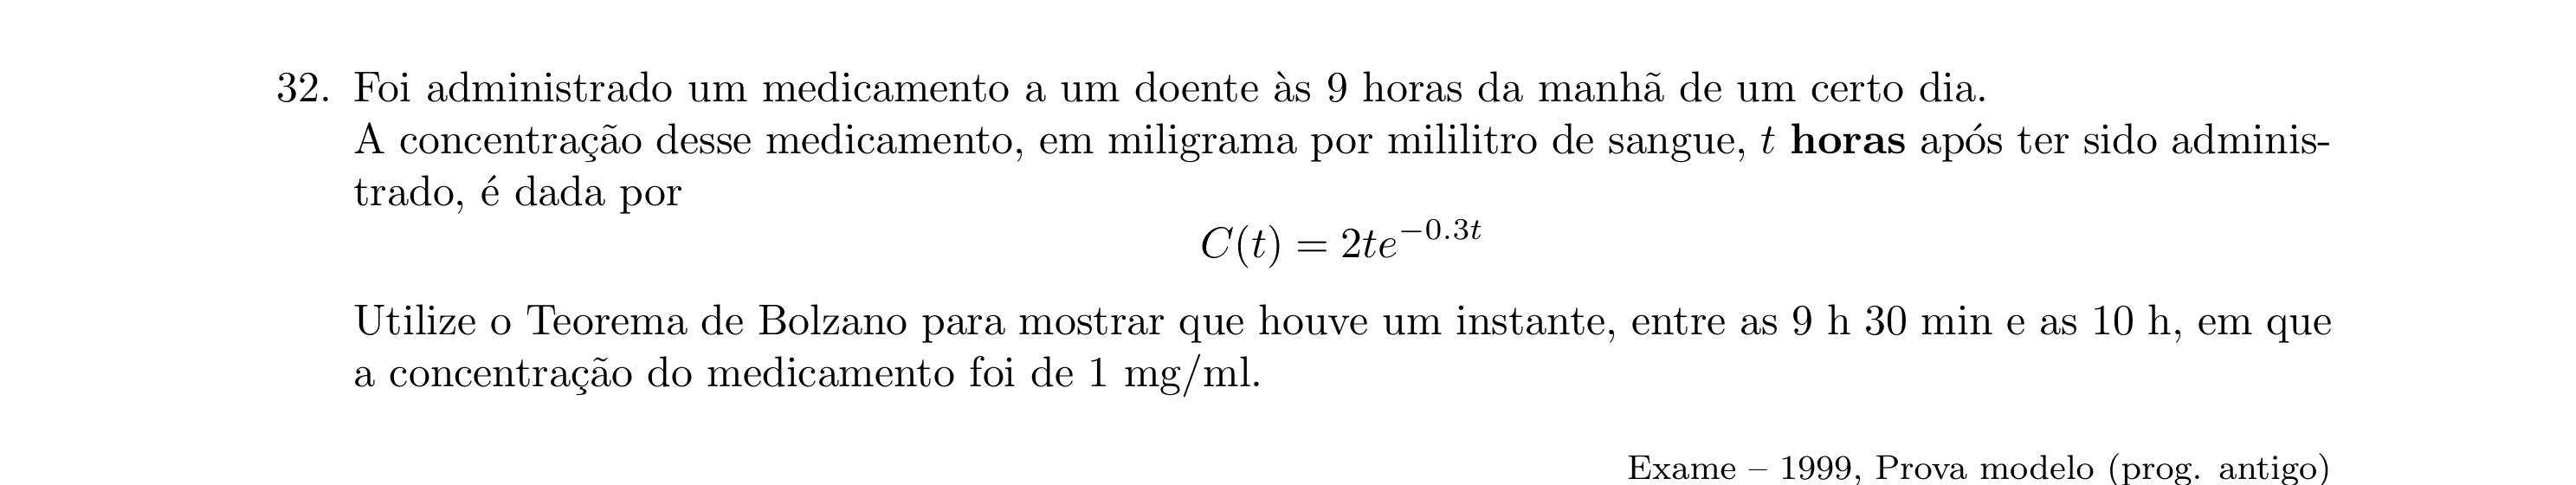 32. Foi administrado um medicamento a um doente às 9 horas da manhã de um certo dia.
A concentração desse medicamento, em miligrama por mililitro de sangue, t horas após ter sido adminis-
trado, é dada por
C(t) = 2te^{−0.3t}
Utilize o Teorema de Bolzano para mostrar que houve um instante, entre as 9 h 30 min e as 10 h, em que
a concentração do medicamento foi de 1 mg/ml.
Exame – 1999, Prova modelo (prog. antigo)